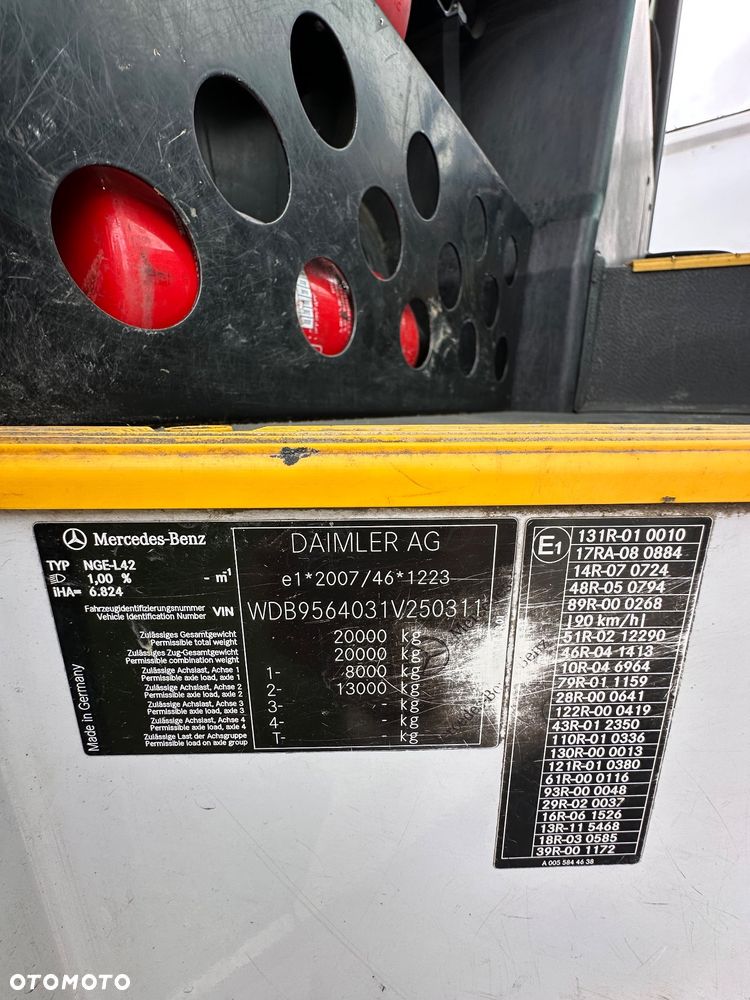 Mercedes-Benz
TYP NGE-L42
1,00 % - m-1
iHA= 6.824
Fahrzeugidentifizierungsnummer
Vehicle Identification Number VIN
Zulässiges Gesamtgewicht
Permissible total weight
Zulässiges Zug-Gesamtgewicht
Permissible combination weight
Zulässige Achslast, Achse 1
Permissible axle load, axle 1
Zulässige Achslast, Achse 2
Permissible axle load, axle 2
Zulässige Achslast, Achse 3
Permissible axle load, axle 3
Zulässige Achslast, Achse 4
Permissible axle load, axle 4
Zulässige Last der Achsgruppe
Permissible load on axle group
Made in Germany
DAIMLER AG
e1*2007/46*1223
WDB9564031V250311
20000 kg
20000 kg
1- 8000 kg
2- 13000 kg
3- - kg
4- - kg
T- - kg
E1
131R-01 0010
17RA-08 0884
14R-07 0724
48R-05 0794
89R-00 0268
|90 km/h|
51R-02 12290
46R-04 1413
10R-04 6964
79R-01 1159
28R-00 0641
122R-00 0419
43R-01 2350
110R-01 0336
130R-00 0013
121R-01 0380
61R-00 0116
93R-00 0048
29R-02 0037
16R-06 1526
13R-11 5468
18R-03 0585
39R-00 1172
A 005 584 46 38
OTOMOTO